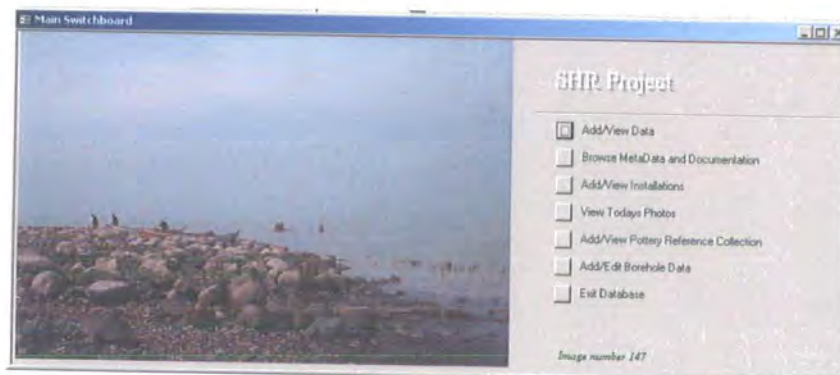 Main Switchboard
SHR Project
Add/View Data
Browse MetaData and Documentation
Add/View Installations
View Todays Photos
Add/View Pottery Reference Collection
Add/Edit Borehole Data
Exit Database
Image number 147